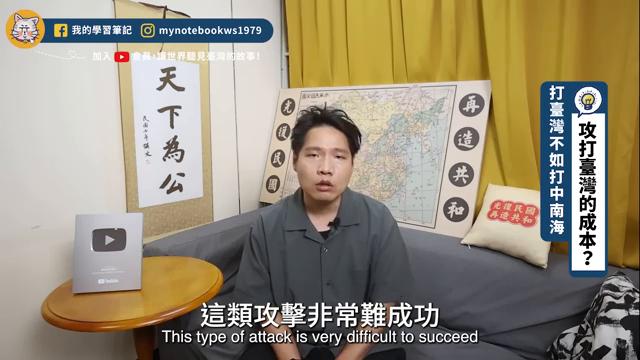 我的學習筆記 mynotebookws1979
加入 會員，讓世界聽見臺灣的故事！
天下為公
光復民國
再造共和
光復民國
再造共和
YouTube
攻打臺灣的成本？
打臺灣不如打中南海
這類攻擊非常難成功
This type of attack is very difficult to succeed